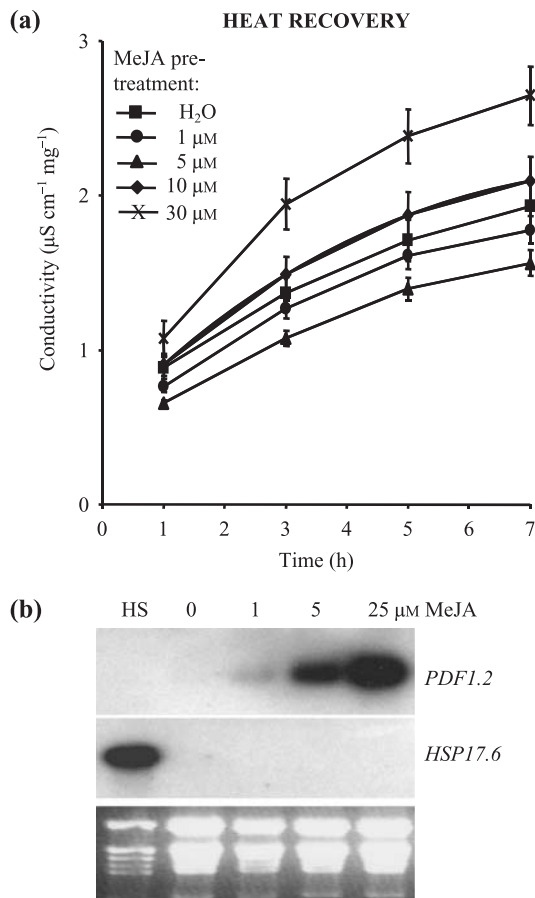 (a) HEAT RECOVERY
3
MeJA pre-
treatment:
H₂O
1 μM
5 μM
10 μM
30 μM
2
1
0
Conductivity (μS cm⁻¹ mg⁻¹)
0 1 2 3 4 5 6 7
Time (h)
(b) HS 0 1 5 25 μM MeJA
PDF1.2
HSP17.6